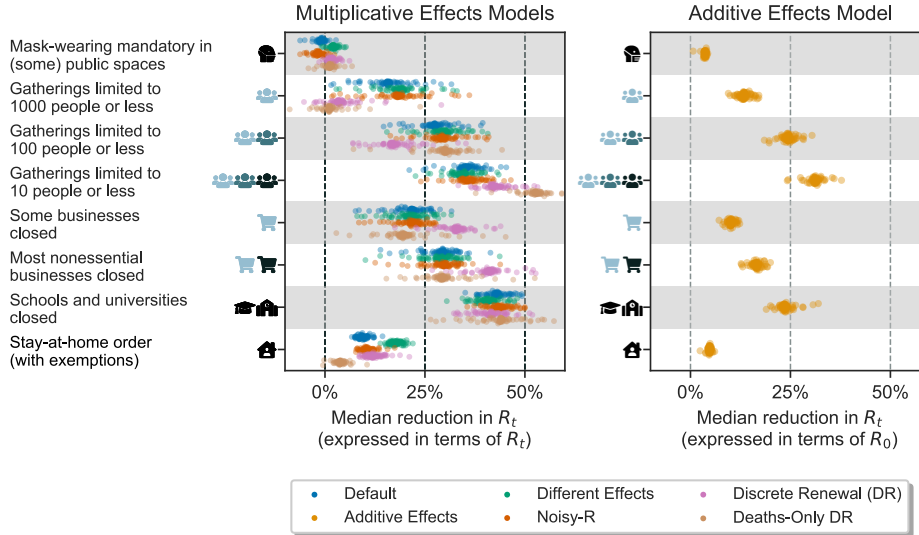 Multiplicative Effects Models
Additive Effects Model
Mask-wearing mandatory in
(some) public spaces
Gatherings limited to
1000 people or less
Gatherings limited to
100 people or less
Gatherings limited to
10 people or less
Some businesses
closed
Most nonessential
businesses closed
Schools and universities
closed
Stay-at-home order
(with exemptions)
0% 25% 50%
0% 25% 50%
Median reduction in Rt
(expressed in terms of Rt)
Median reduction in Rt
(expressed in terms of R0)
Default
Different Effects
Discrete Renewal (DR)
Additive Effects
Noisy-R
Deaths-Only DR